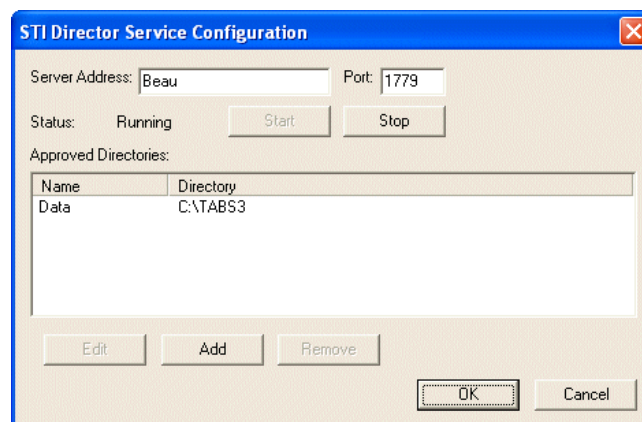 STI Director Service Configuration
Server Address: Beau Port: 1779
Status: Running Start Stop
Approved Directories:
Name Directory
Data C:\TABS3
Edit Add Remove
OK Cancel